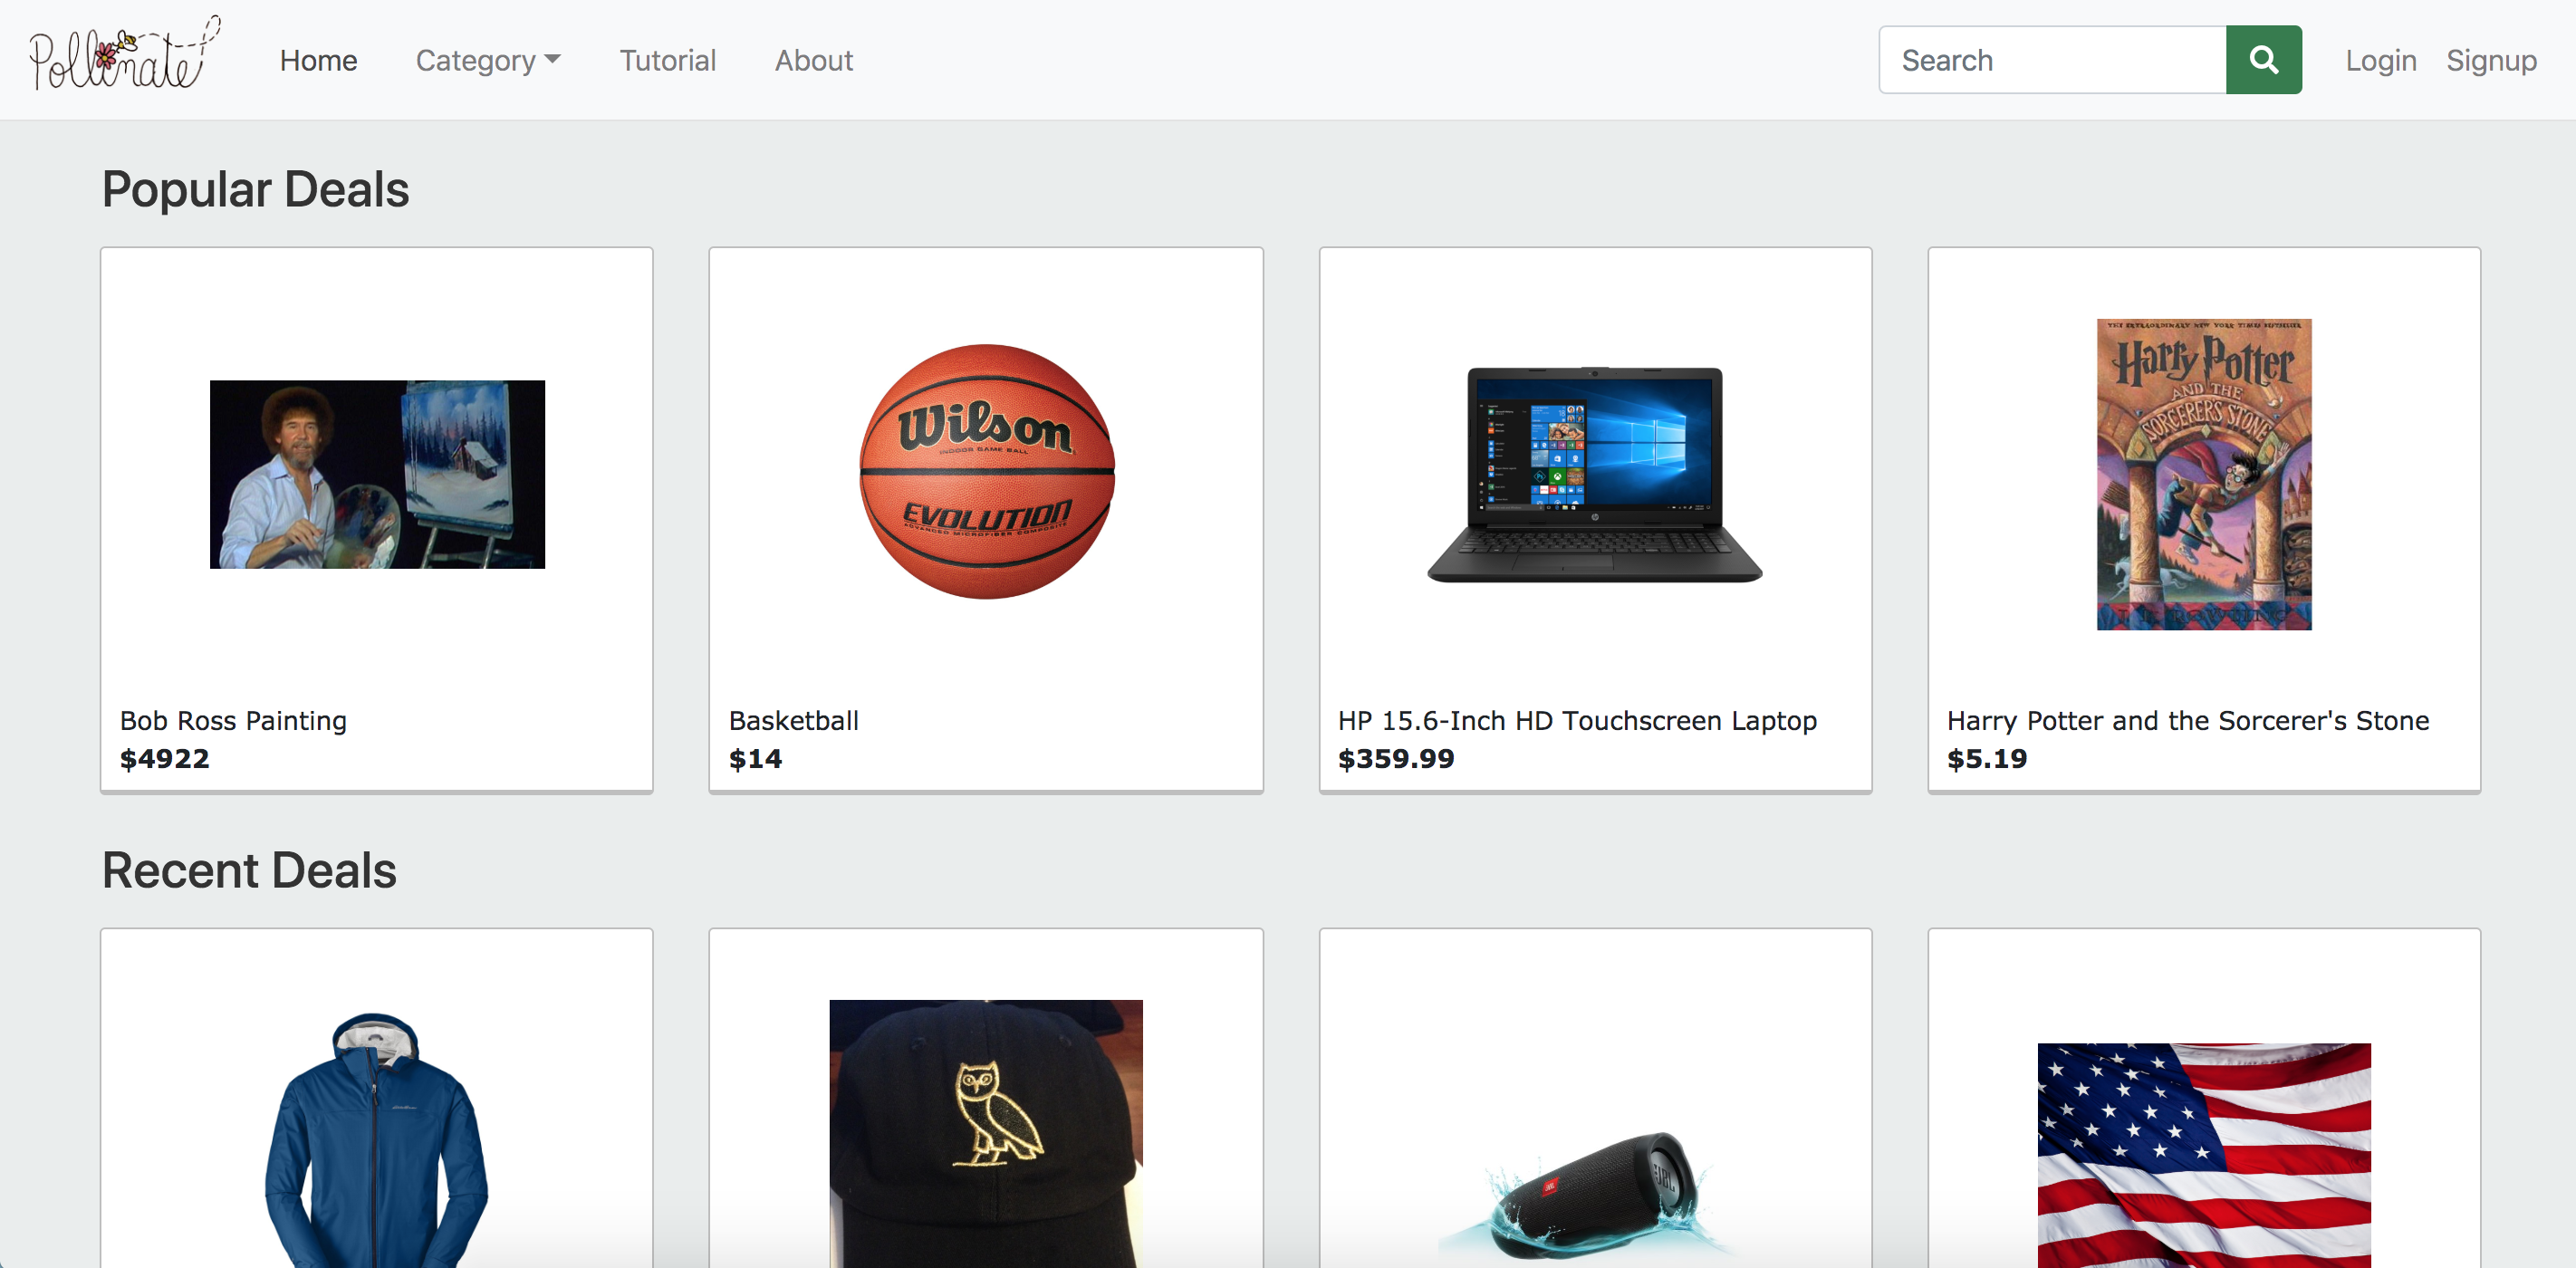 Pollinate
Home
Category
Tutorial
About
Search
Login
Signup
Popular Deals
Wilson
INDOOR GAME BALL
EVOLUTION
ADVANCED MICROFIBER COMPOSITE
THE EXTRAORDINARY NEW YORK TIMES BESTSELLER
Harry Potter
AND THE
SORCERER'S STONE
J. K. ROWLING
Bob Ross Painting
$4922
Basketball
$14
HP 15.6-Inch HD Touchscreen Laptop
$359.99
Harry Potter and the Sorcerer's Stone
$5.19
Recent Deals
JBL
JBL